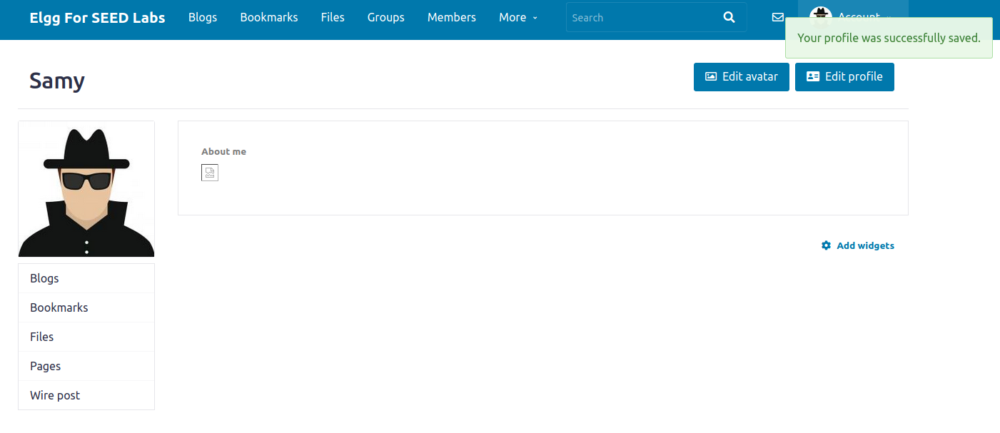 Elgg For SEED Labs Blogs Bookmarks Files Groups Members More Search Account
Your profile was successfully saved.
Samy
Edit avatar Edit profile
About me
Add widgets
Blogs
Bookmarks
Files
Pages
Wire post